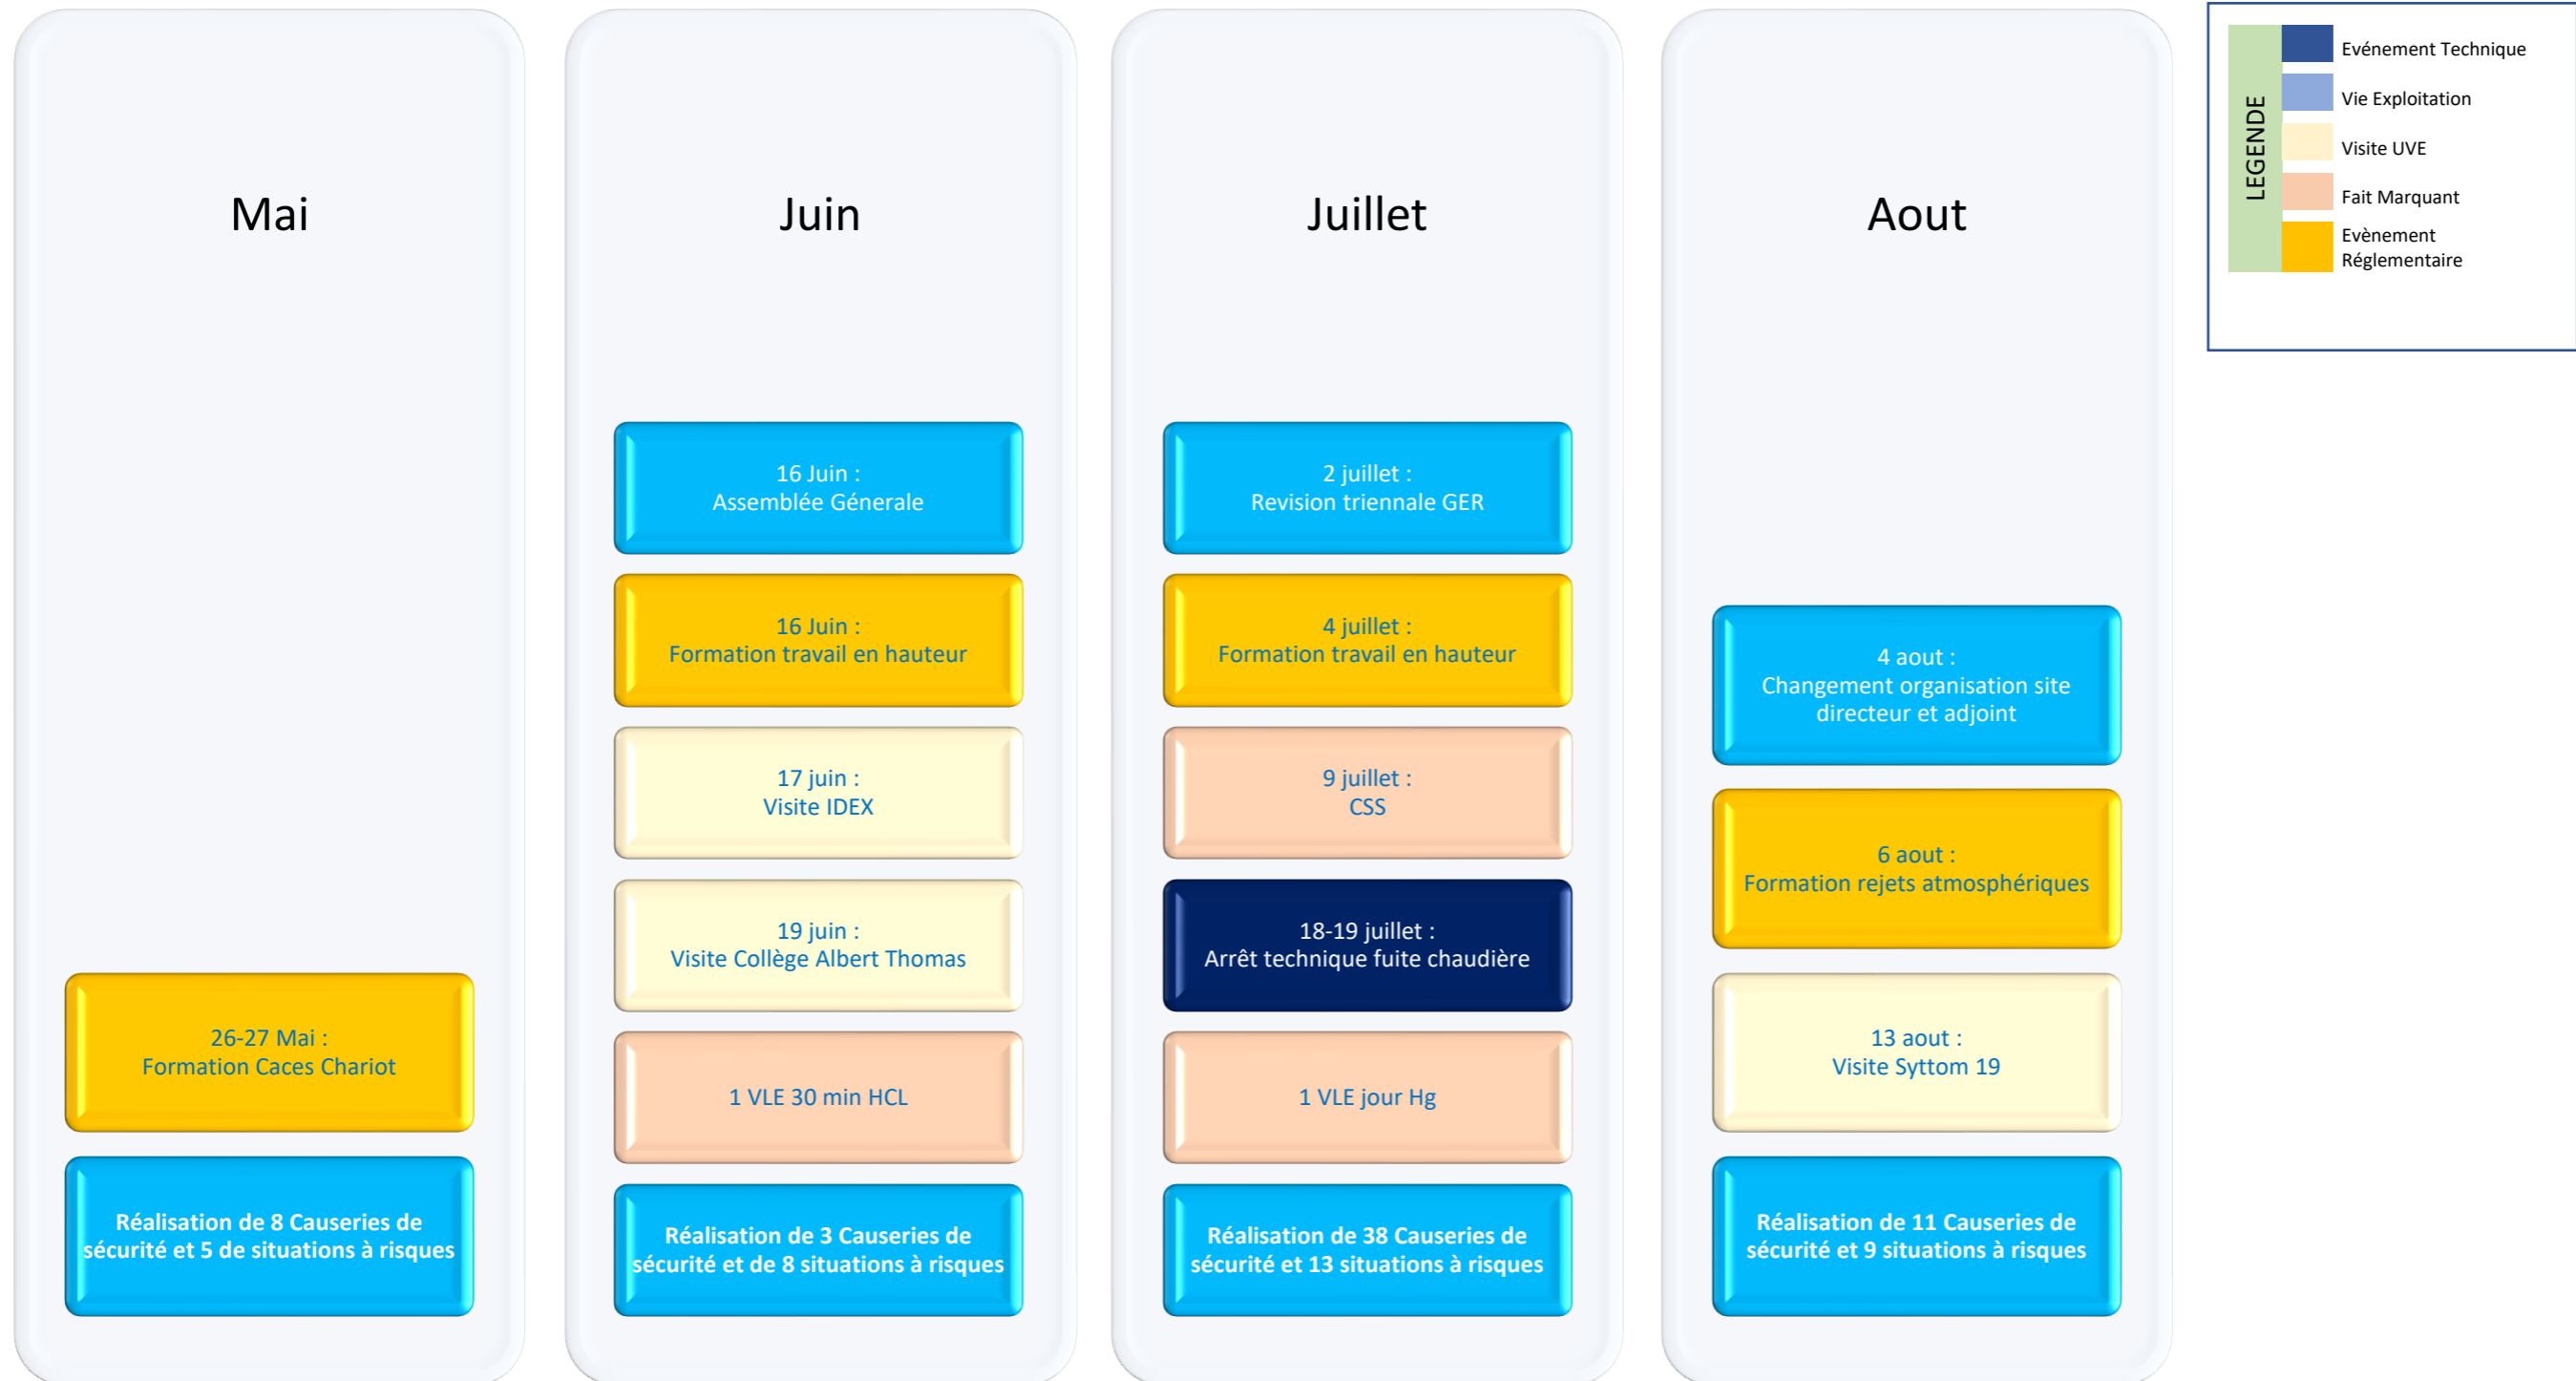 Mai
26-27 Mai :
Formation Caces Chariot
Réalisation de 8 Causeries de
sécurité et 5 de situations à risques
Juin
16 Juin :
Assemblée Génerale
16 Juin :
Formation travail en hauteur
17 juin :
Visite IDEX
19 juin :
Visite Collège Albert Thomas
1 VLE 30 min HCL
Réalisation de 3 Causeries de
sécurité et de 8 situations à risques
Juillet
2 juillet :
Revision triennale GER
4 juillet :
Formation travail en hauteur
9 juillet :
CSS
18-19 juillet :
Arrêt technique fuite chaudière
1 VLE jour Hg
Réalisation de 38 Causeries de
sécurité et 13 situations à risques
Aout
4 aout :
Changement organisation site
directeur et adjoint
6 aout :
Formation rejets atmosphériques
13 aout :
Visite Syttom 19
Réalisation de 11 Causeries de
sécurité et 9 situations à risques
LEGENDE
Evénement Technique
Vie Exploitation
Visite UVE
Fait Marquant
Evènement
Réglementaire